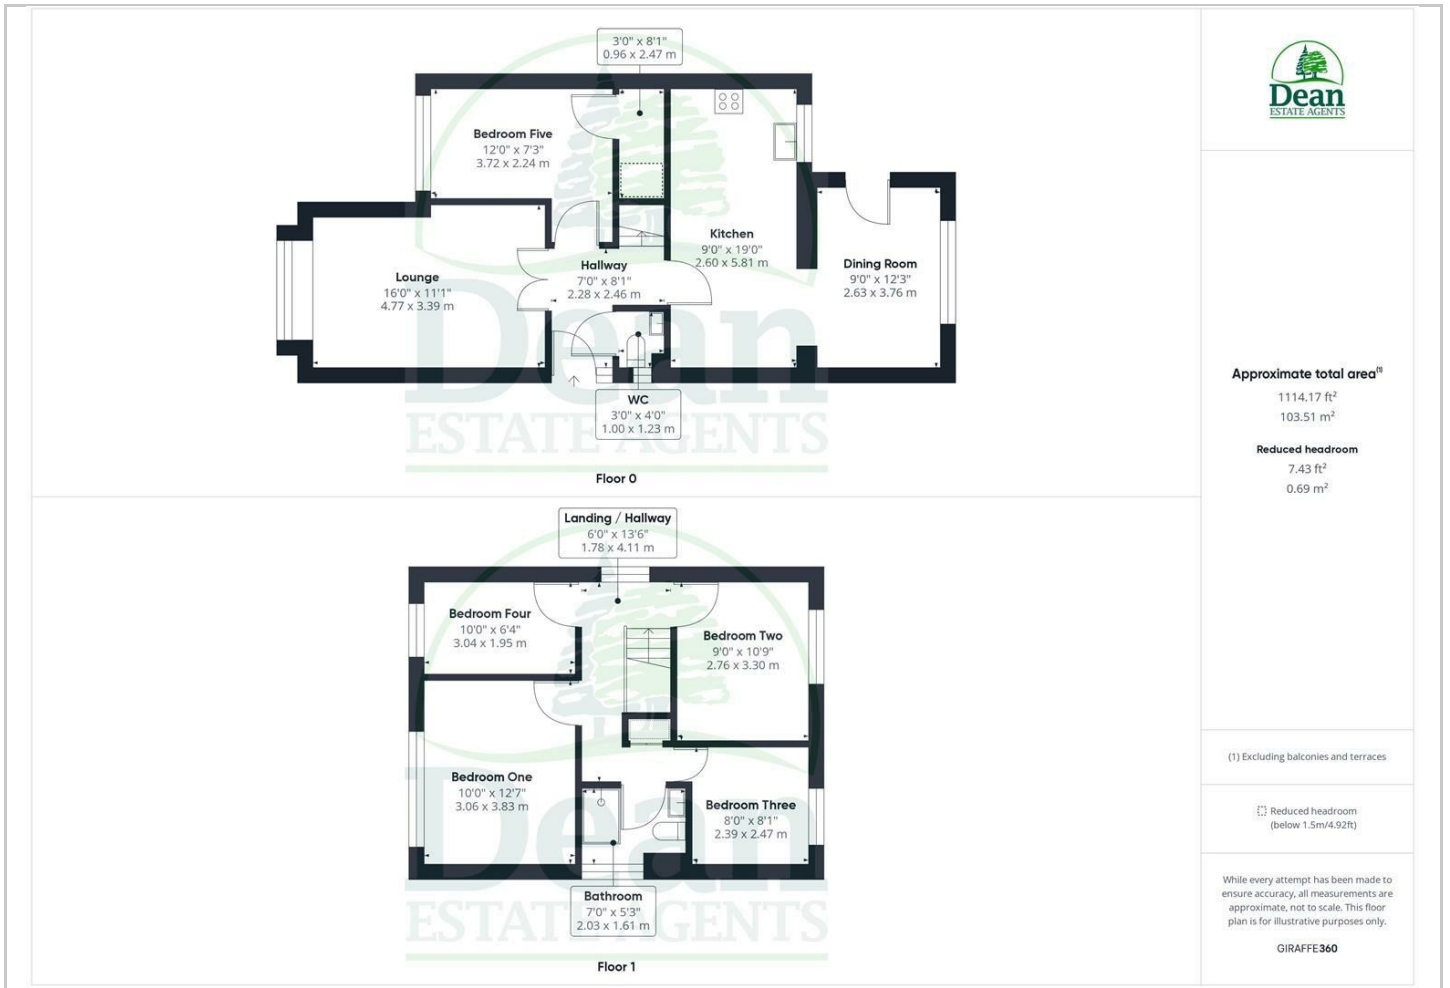 3'0" x 8'1"
0.96 x 2.47 m
Bedroom Five
12'0" x 7'3"
3.72 x 2.24 m
Kitchen
9'0" x 19'0"
2.60 x 5.81 m
Lounge
16'0" x 11'1"
4.77 x 3.39 m
Hallway
7'0" x 8'1"
2.28 x 2.46 m
Dining Room
9'0" x 12'3"
2.63 x 3.76 m
WC
3'0" x 4'0"
1.00 x 1.23 m
Dean
ESTATE AGENTS
Floor 0
Landing / Hallway
6'0" x 13'6"
1.78 x 4.11 m
Bedroom Four
10'0" x 6'4"
3.04 x 1.95 m
Bedroom Two
9'0" x 10'9"
2.76 x 3.30 m
Bedroom One
10'0" x 12'7"
3.06 x 3.83 m
Bedroom Three
8'0" x 8'1"
2.39 x 2.47 m
Bathroom
7'0" x 5'3"
2.03 x 1.61 m
Dean
ESTATE AGENTS
Floor 1
Dean
ESTATE AGENTS
Approximate total area(1)
1114.17 ft²
103.51 m²
Reduced headroom
7.43 ft²
0.69 m²
(1) Excluding balconies and terraces
Reduced headroom
(below 1.5m/4.92ft)
While every attempt has been made to
ensure accuracy, all measurements are
approximate, not to scale. This floor
plan is for illustrative purposes only.
GIRAFFE360